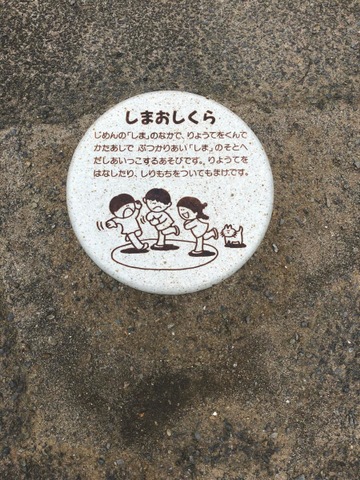 しまおしくら
じめんの「しま」のなかで、りょうてをくんで
かたあしで ぶつかりあい「しま」のそとへ
だしあいっこするあそびです。りょうてを
はなしたり、しりもちをついてもまけです。